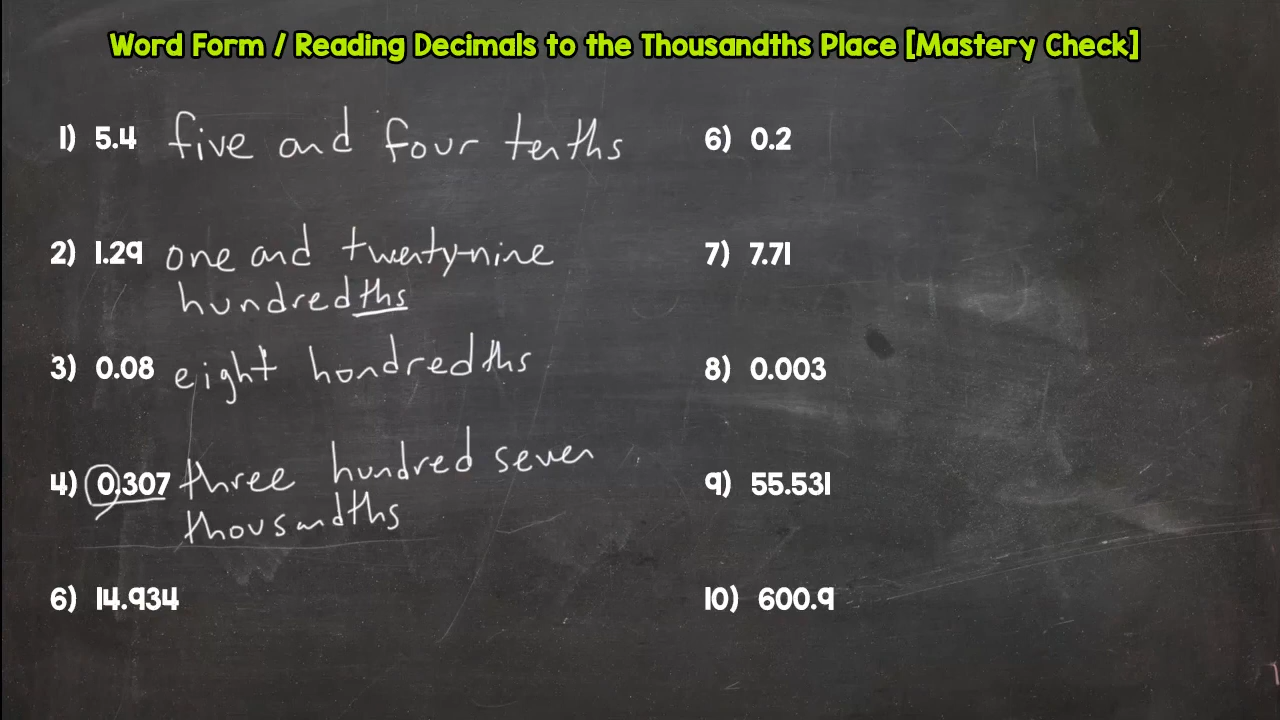 Word Form / Reading Decimals to the Thousandths Place [Mastery Check]
1) 5.4 five and four tenths
2) 1.29 one and twenty-nine
hundredths
3) 0.08 eight hondredths
4) 0.307 three hundred seven
thousandths
6) 14.934
6) 0.2
7) 7.71
8) 0.003
9) 55.531
10) 600.9